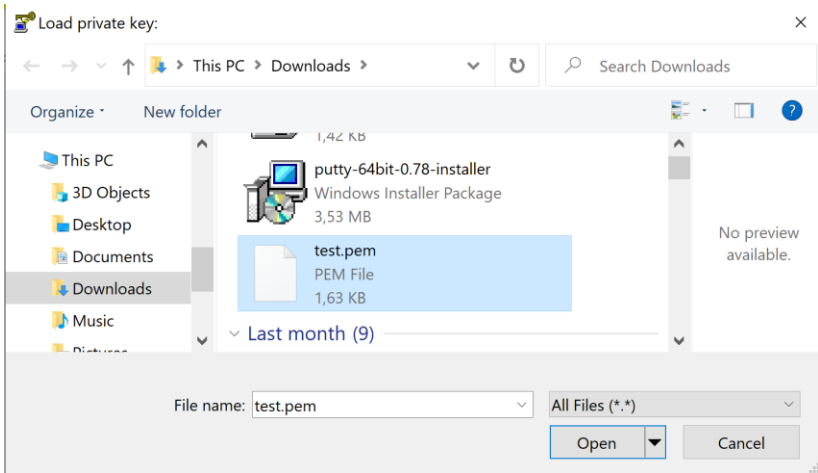 Load private key:
This PC > Downloads >
Search Downloads
Organize
New folder
This PC
3D Objects
Desktop
Documents
Downloads
Music
Pictures
1,42 KB
putty-64bit-0.78-installer
Windows Installer Package
3,53 MB
test.pem
PEM File
1,63 KB
Last month (9)
No preview
available.
File name: test.pem
All Files (*.*)
Open
Cancel